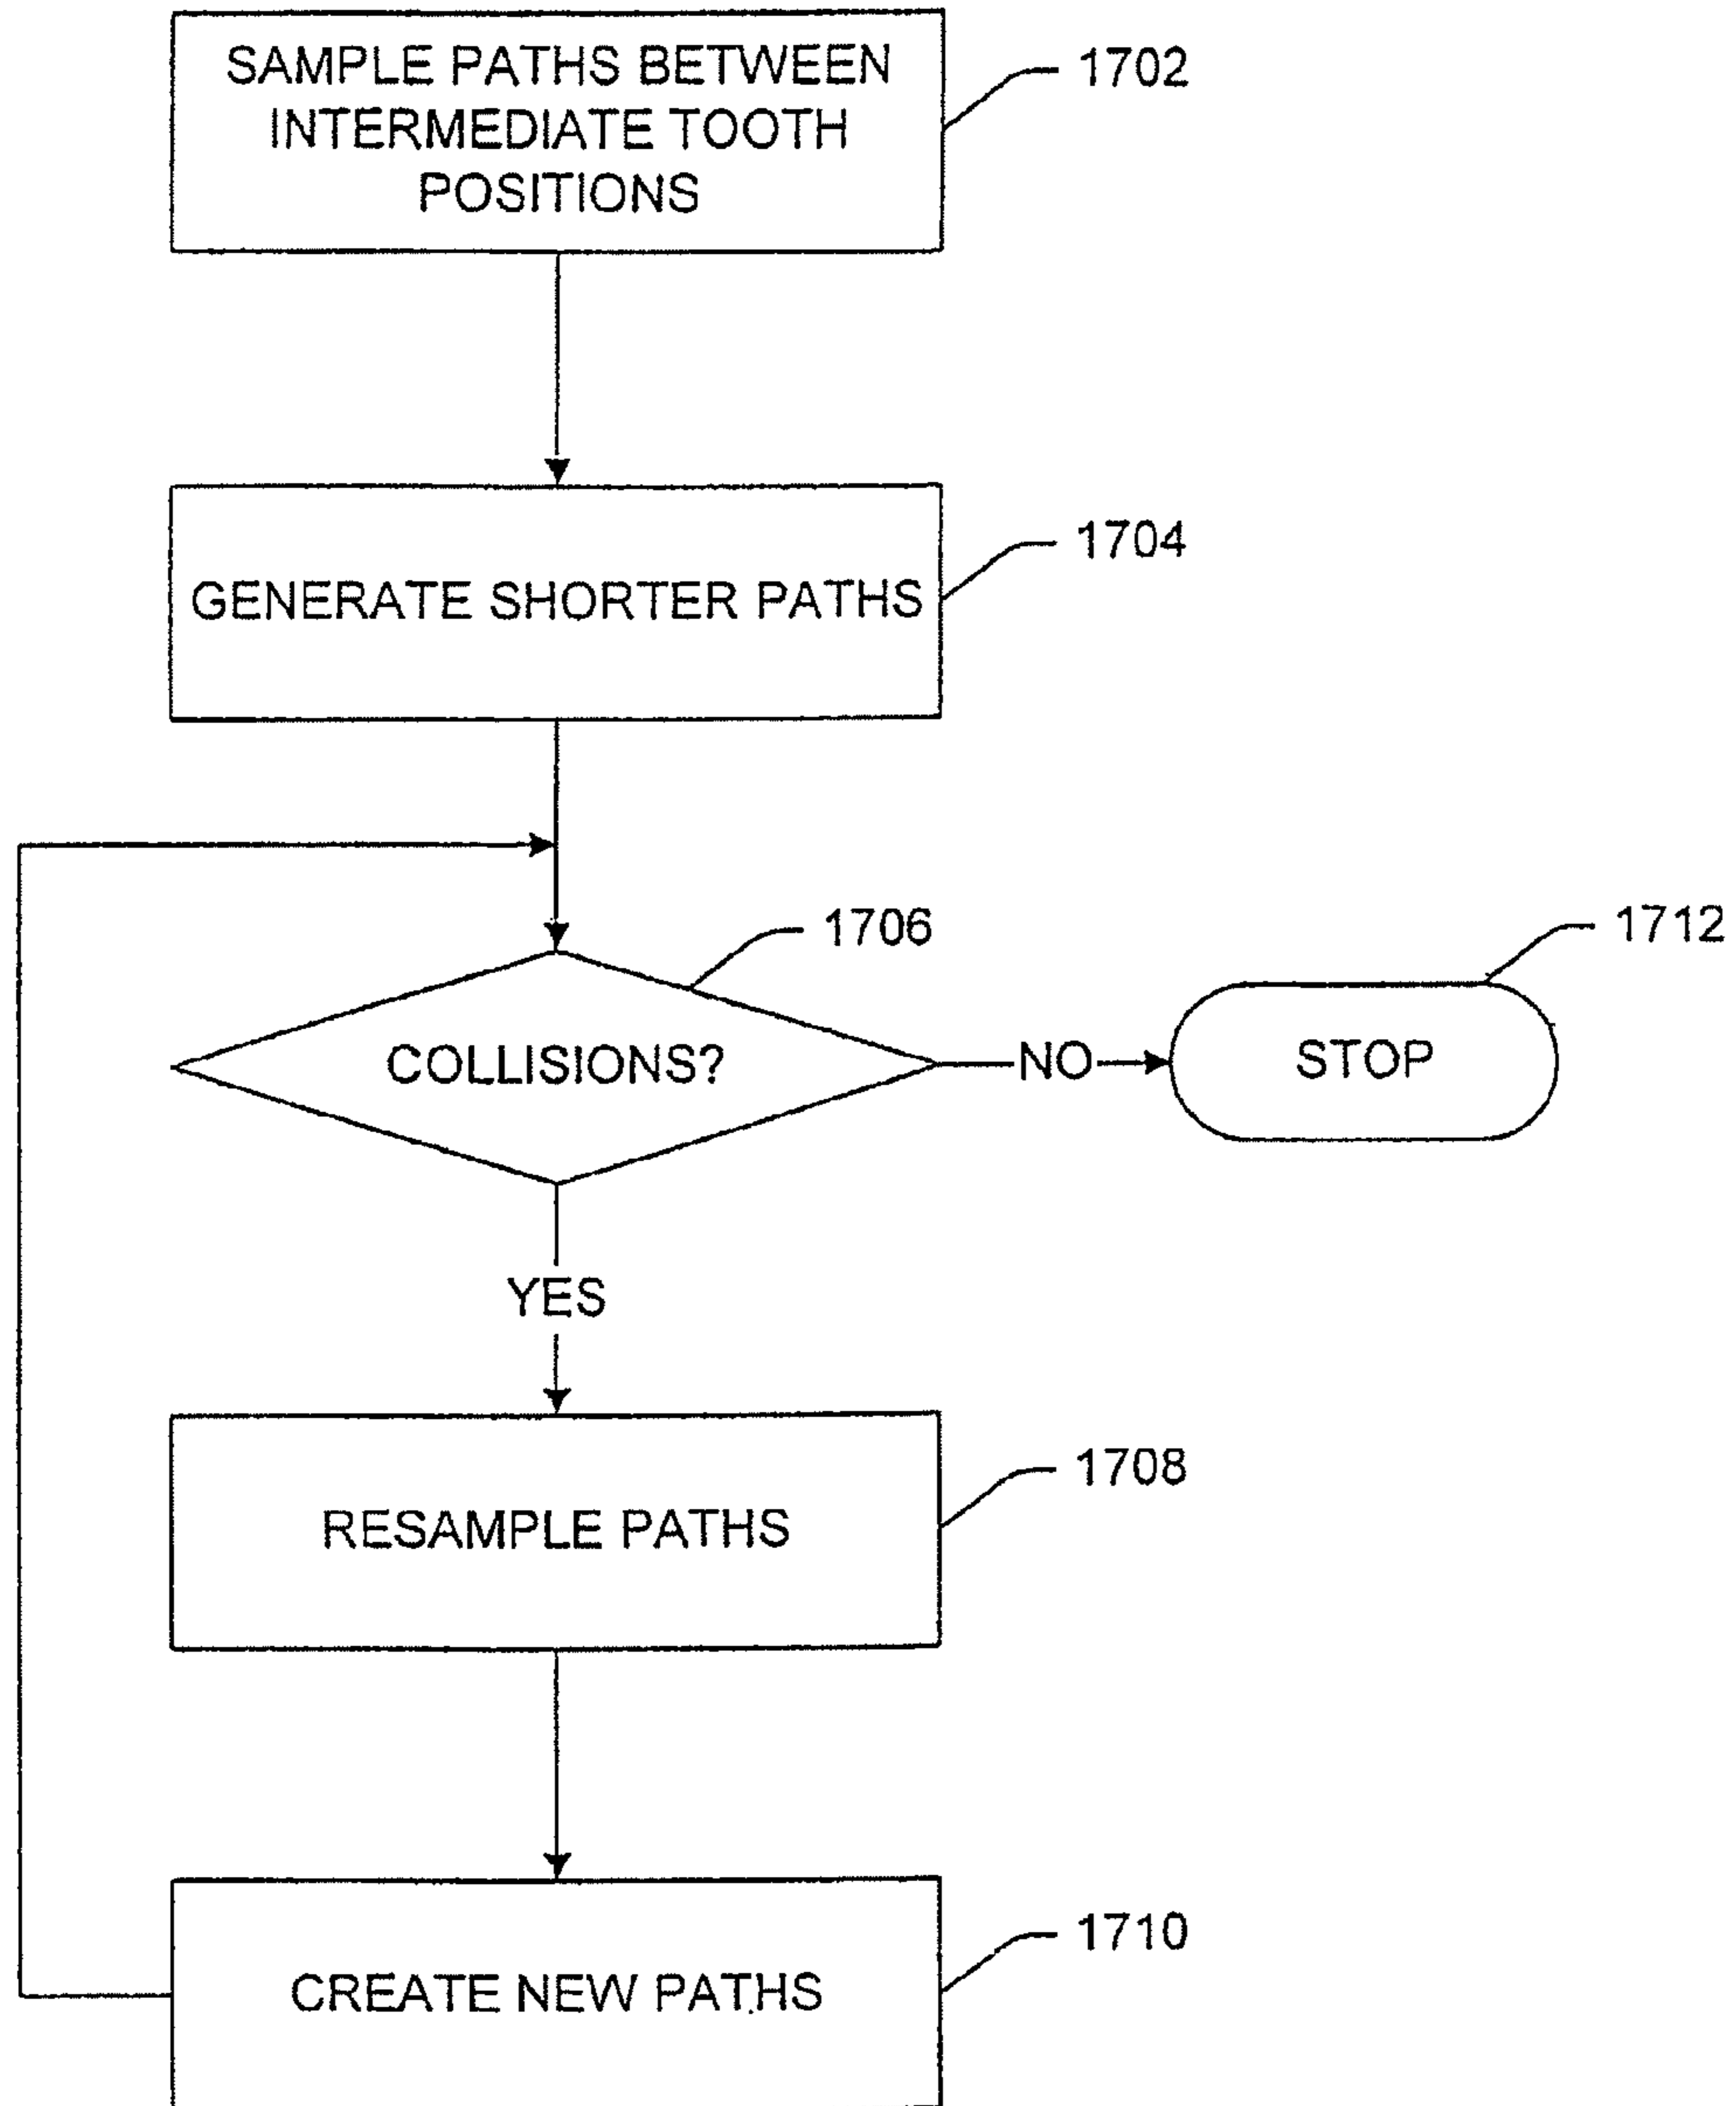 SAMPLE PATHS BETWEEN
INTERMEDIATE TOOTH
POSITIONS
1702
GENERATE SHORTER PATHS
1704
COLLISIONS?
1706
NO
STOP
1712
YES
RESAMPLE PATHS
1708
CREATE NEW PATHS
1710